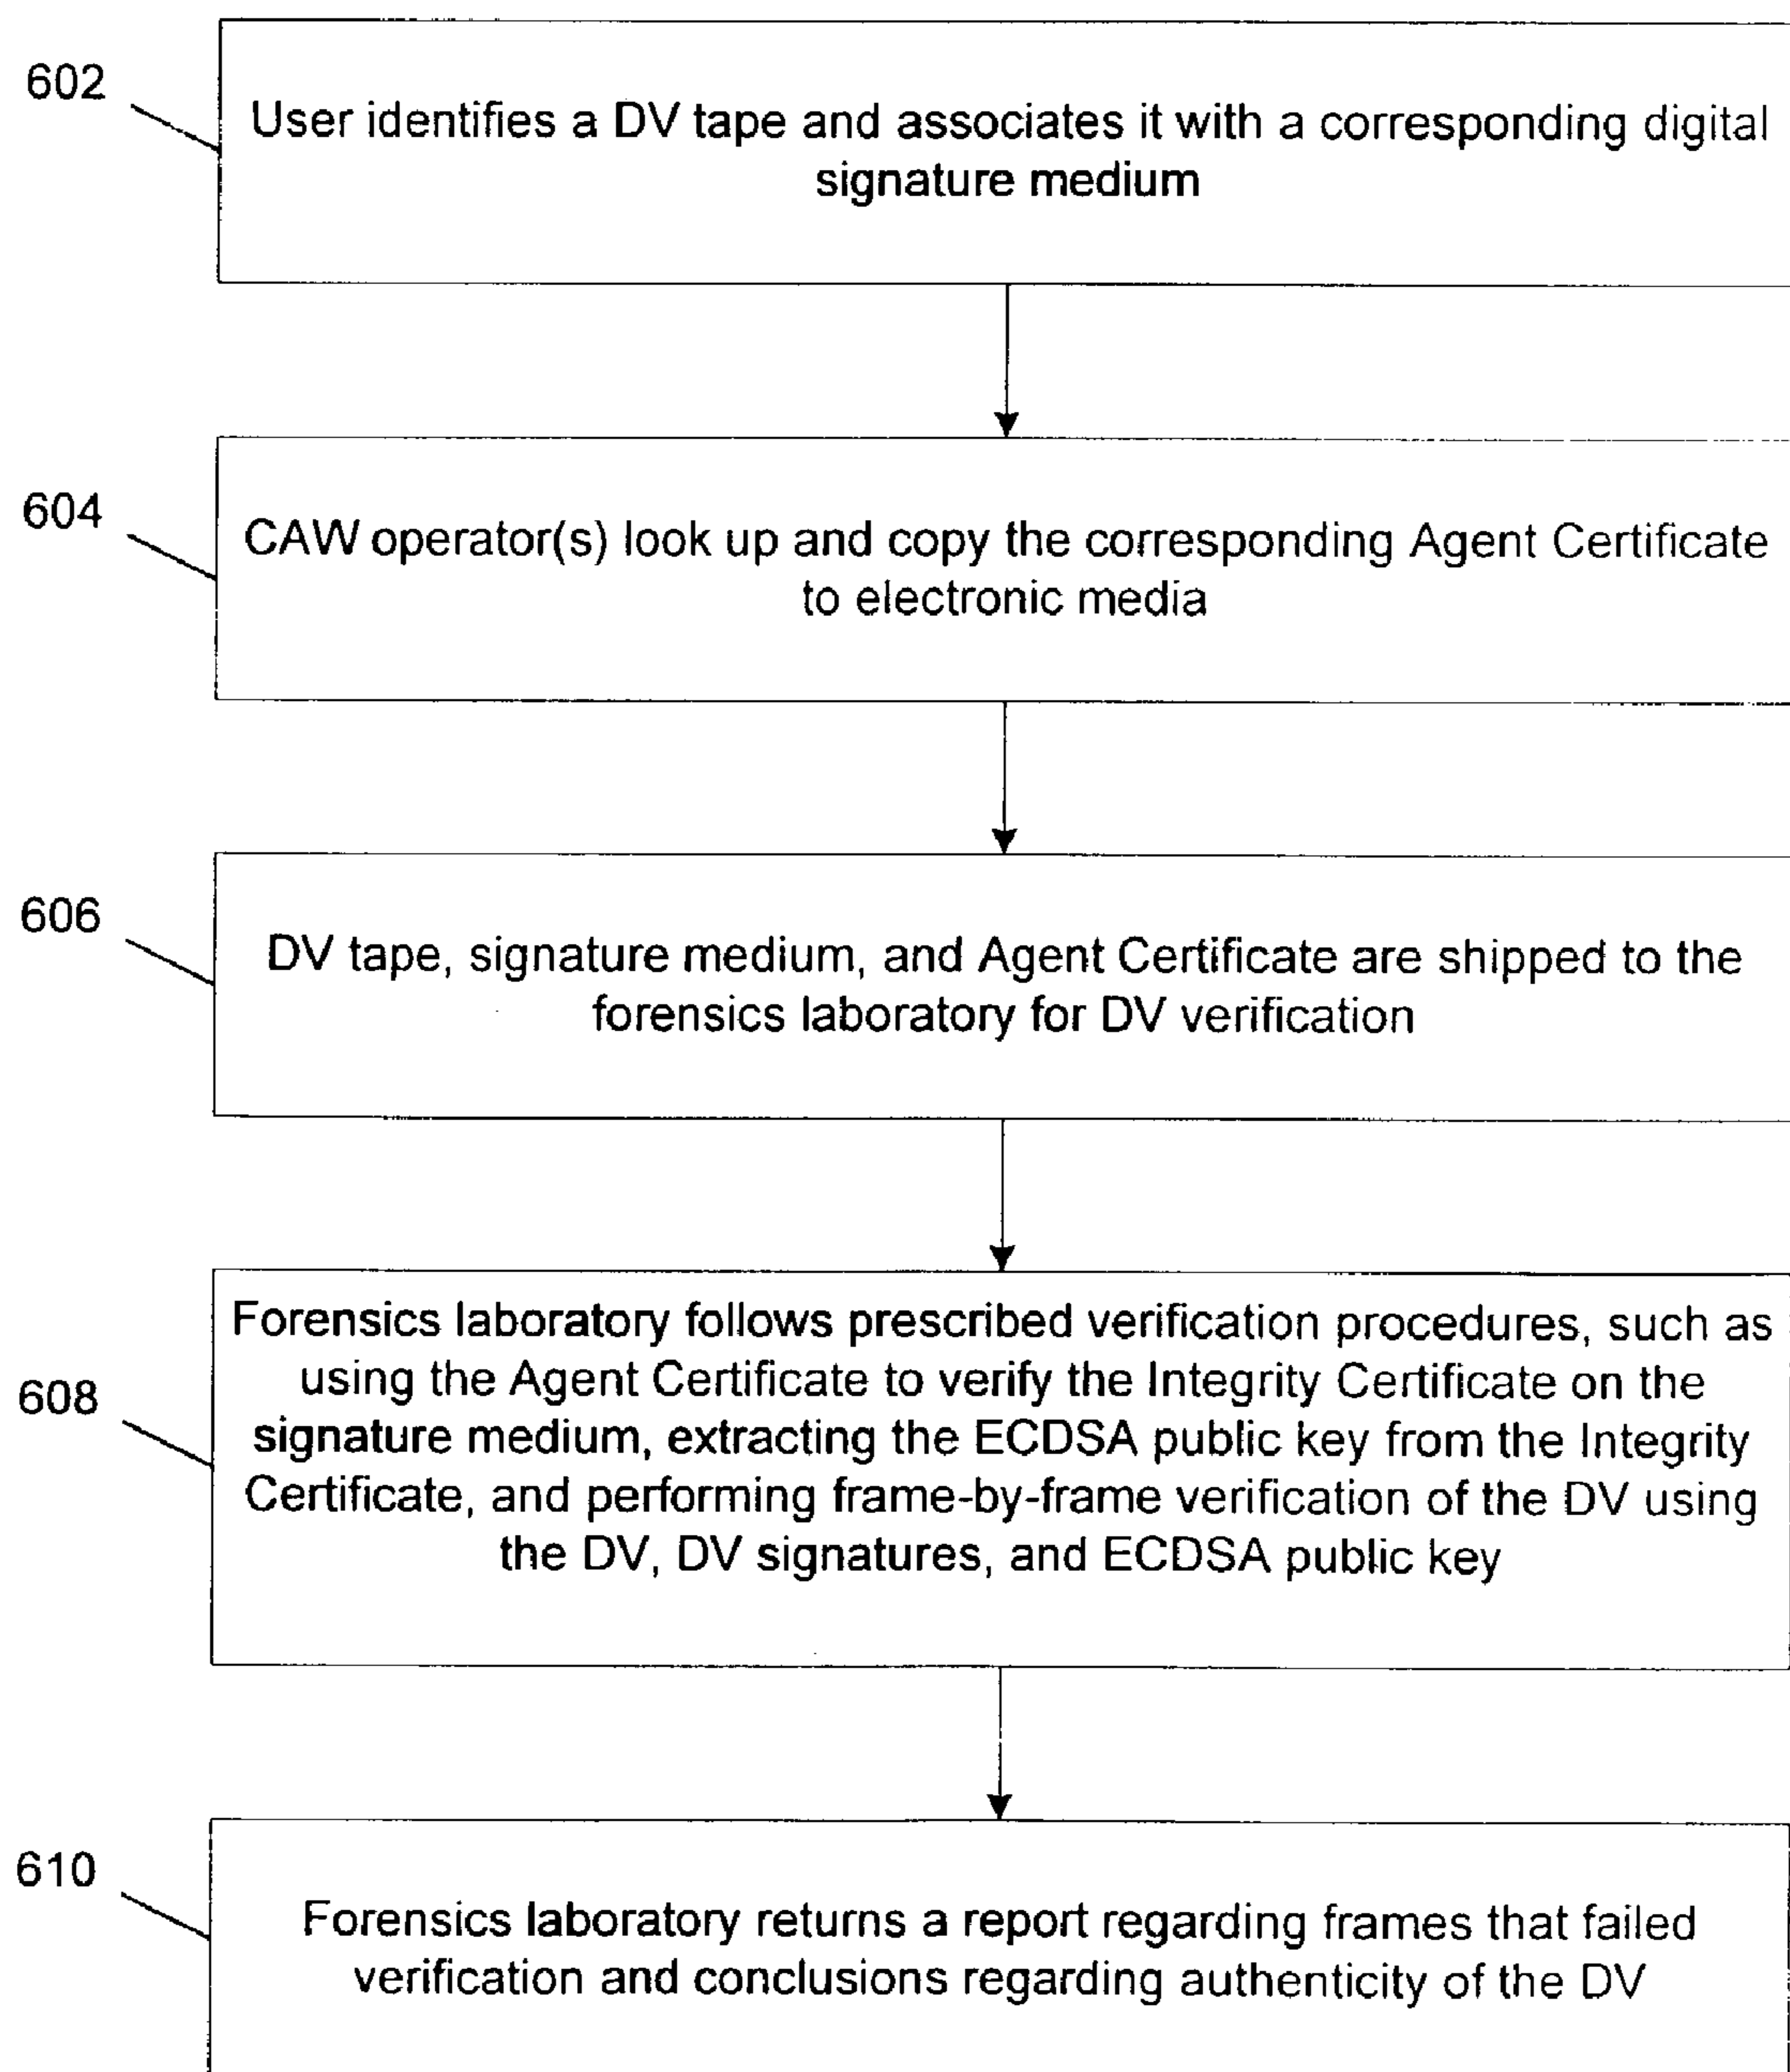 602
User identifies a DV tape and associates it with a corresponding digital
signature medium
604
CAW operator(s) look up and copy the corresponding Agent Certificate
to electronic media
606
DV tape, signature medium, and Agent Certificate are shipped to the
forensics laboratory for DV verification
608
Forensics laboratory follows prescribed verification procedures, such as
using the Agent Certificate to verify the Integrity Certificate on the
signature medium, extracting the ECDSA public key from the Integrity
Certificate, and performing frame-by-frame verification of the DV using
the DV, DV signatures, and ECDSA public key
610
Forensics laboratory returns a report regarding frames that failed
verification and conclusions regarding authenticity of the DV